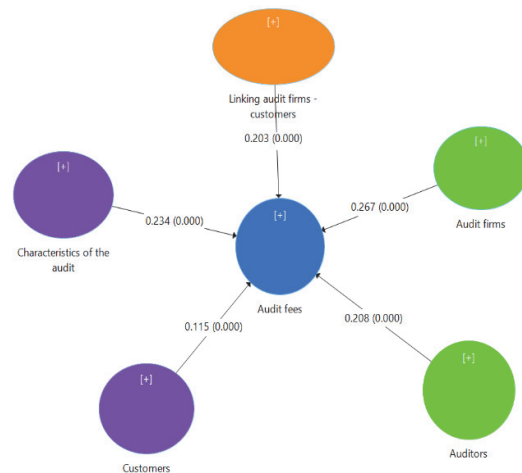 [+]
Linking audit firms -
customers
0.203 (0.000)
[+]
Characteristics of the
audit
0.234 (0.000)
[+]
Audit firms
0.267 (0.000)
[+]
Audit fees
0.115 (0.000)
0.208 (0.000)
[+]
Customers
[+]
Auditors